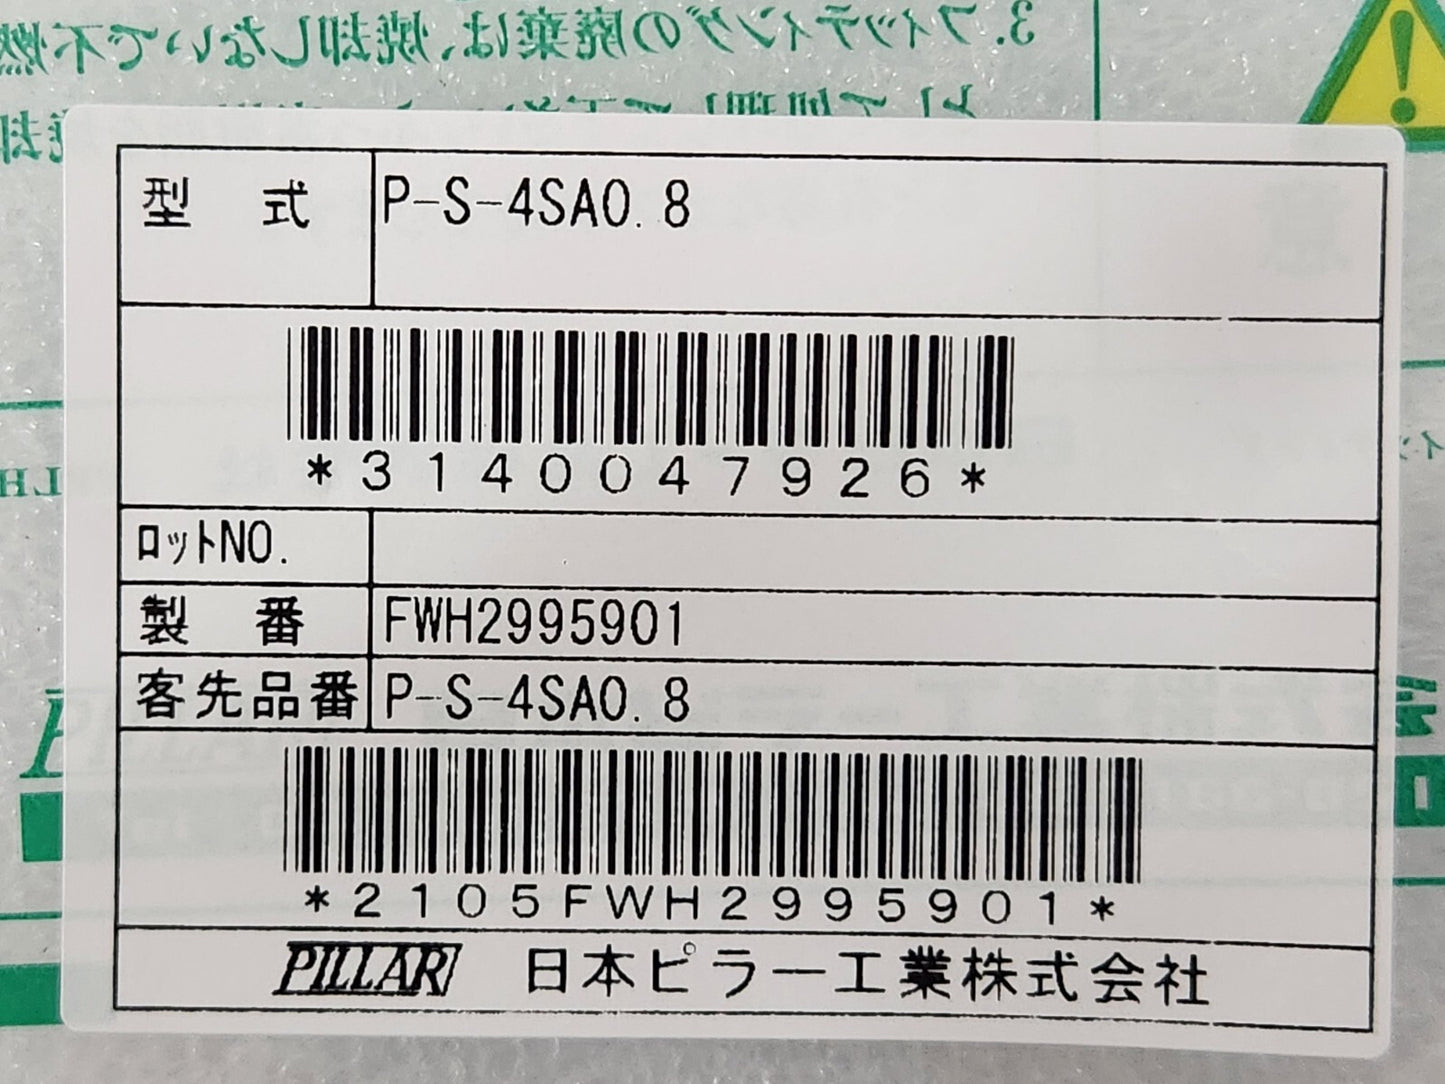 3.フィッティングの廃棄は、焼却しないで不燃
型 式 P-S-4SA0.8
*3140047926*
ロットNO.
製 番 FWH2995901
客先品番 P-S-4SA0.8
*2105FWH2995901*
PILLAR 日本ピラー工業株式会社